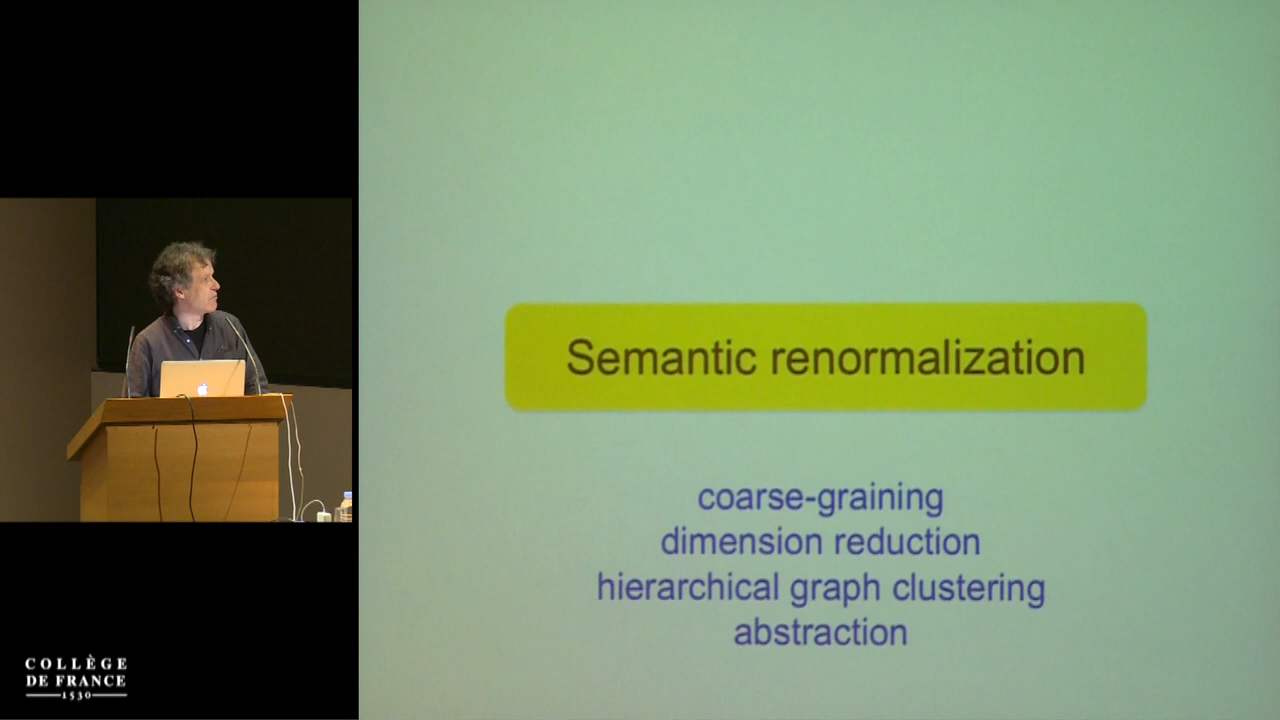 Semantic renormalization
coarse-graining
dimension reduction
hierarchical graph clustering
abstraction
COLLÈGE
DE FRANCE
1530